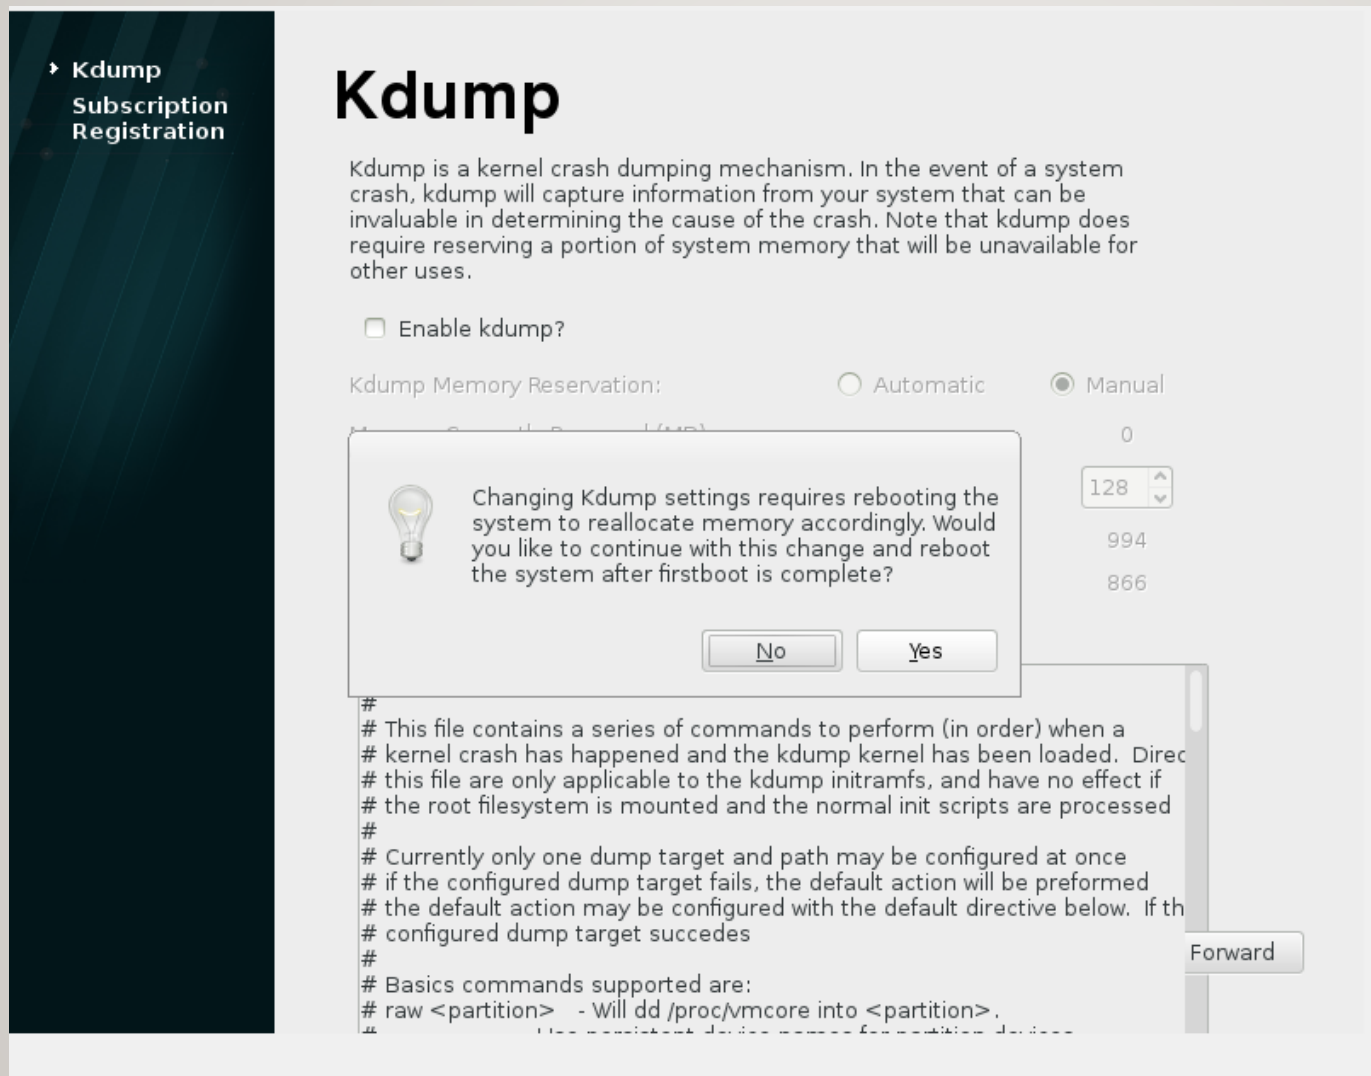 Kdump
Subscription
Registration
Kdump
Kdump is a kernel crash dumping mechanism. In the event of a system
crash, kdump will capture information from your system that can be
invaluable in determining the cause of the crash. Note that kdump does
require reserving a portion of system memory that will be unavailable for
other uses.
Enable kdump?
Kdump Memory Reservation: Automatic Manual
0
128
994
866
Changing Kdump settings requires rebooting the
system to reallocate memory accordingly. Would
you like to continue with this change and reboot
the system after firstboot is complete?
No Yes
#
# This file contains a series of commands to perform (in order) when a
# kernel crash has happened and the kdump kernel has been loaded.  Direc
# this file are only applicable to the kdump initramfs, and have no effect if
# the root filesystem is mounted and the normal init scripts are processed
#
# Currently only one dump target and path may be configured at once
# if the configured dump target fails, the default action will be preformed
# the default action may be configured with the default directive below.  If th
# configured dump target succedes
#
# Basics commands supported are:
# raw <partition>   - Will dd /proc/vmcore into <partition>.
# Use persistent device names for partition devices
Forward